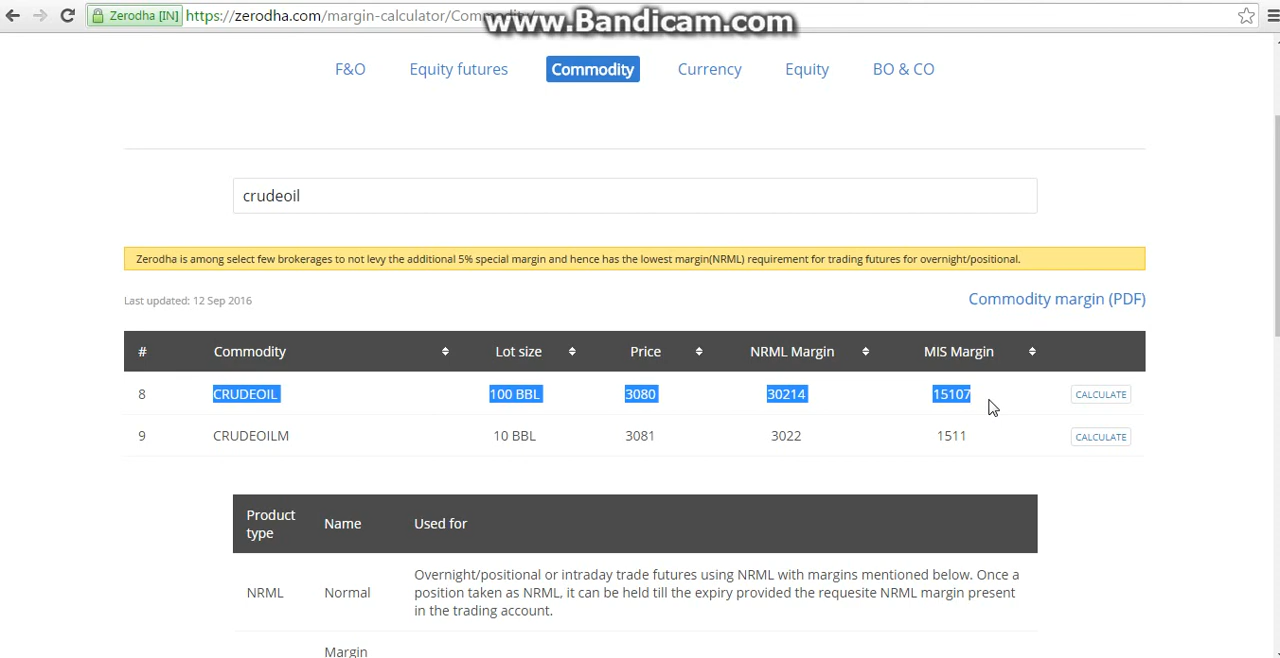 Zerodha [IN] https://zerodha.com/margin-calculator/Commodity/
www.Bandicam.com
F&O Equity futures Commodity Currency Equity BO & CO
crudeoil
Zerodha is among select few brokerages to not levy the additional 5% special margin and hence has the lowest margin(NRML) requirement for trading futures for overnight/positional.
Last updated: 12 Sep 2016 Commodity margin (PDF)
# Commodity Lot size Price NRML Margin MIS Margin
8 CRUDEOIL 100 BBL 3080 30214 15107 CALCULATE
9 CRUDEOILM 10 BBL 3081 3022 1511 CALCULATE
Product type Name Used for
NRML Normal Overnight/positional or intraday trade futures using NRML with margins mentioned below. Once a
position taken as NRML, it can be held till the expiry provided the requesite NRML margin present
in the trading account.
Margin